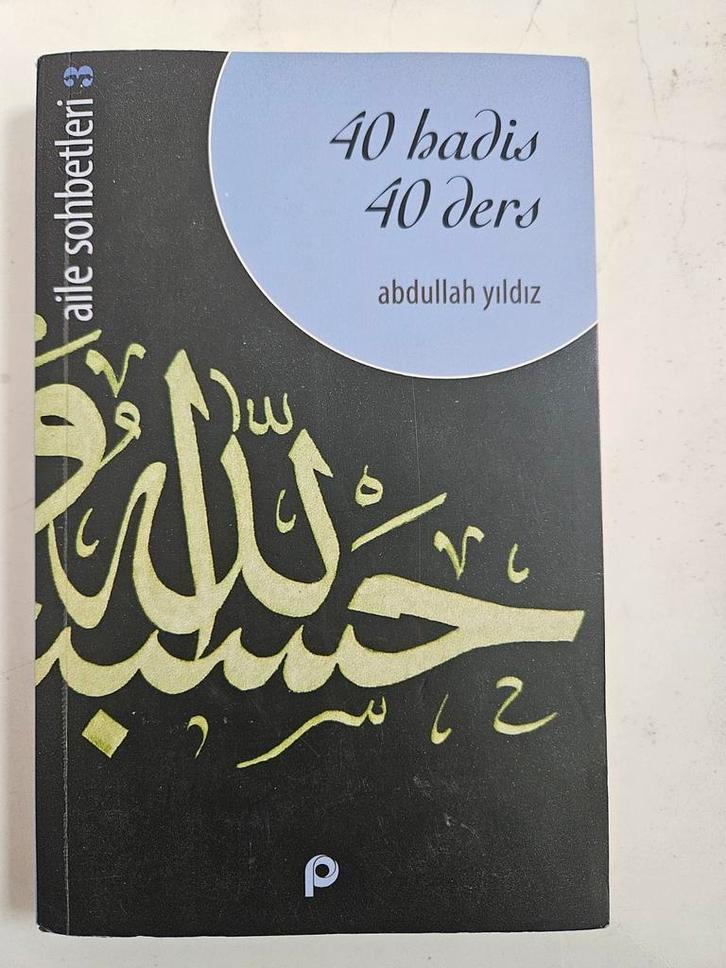 40 hadis
40 ders
abdullah yıldız
aile sohbetleri 3
حسبنا الله و